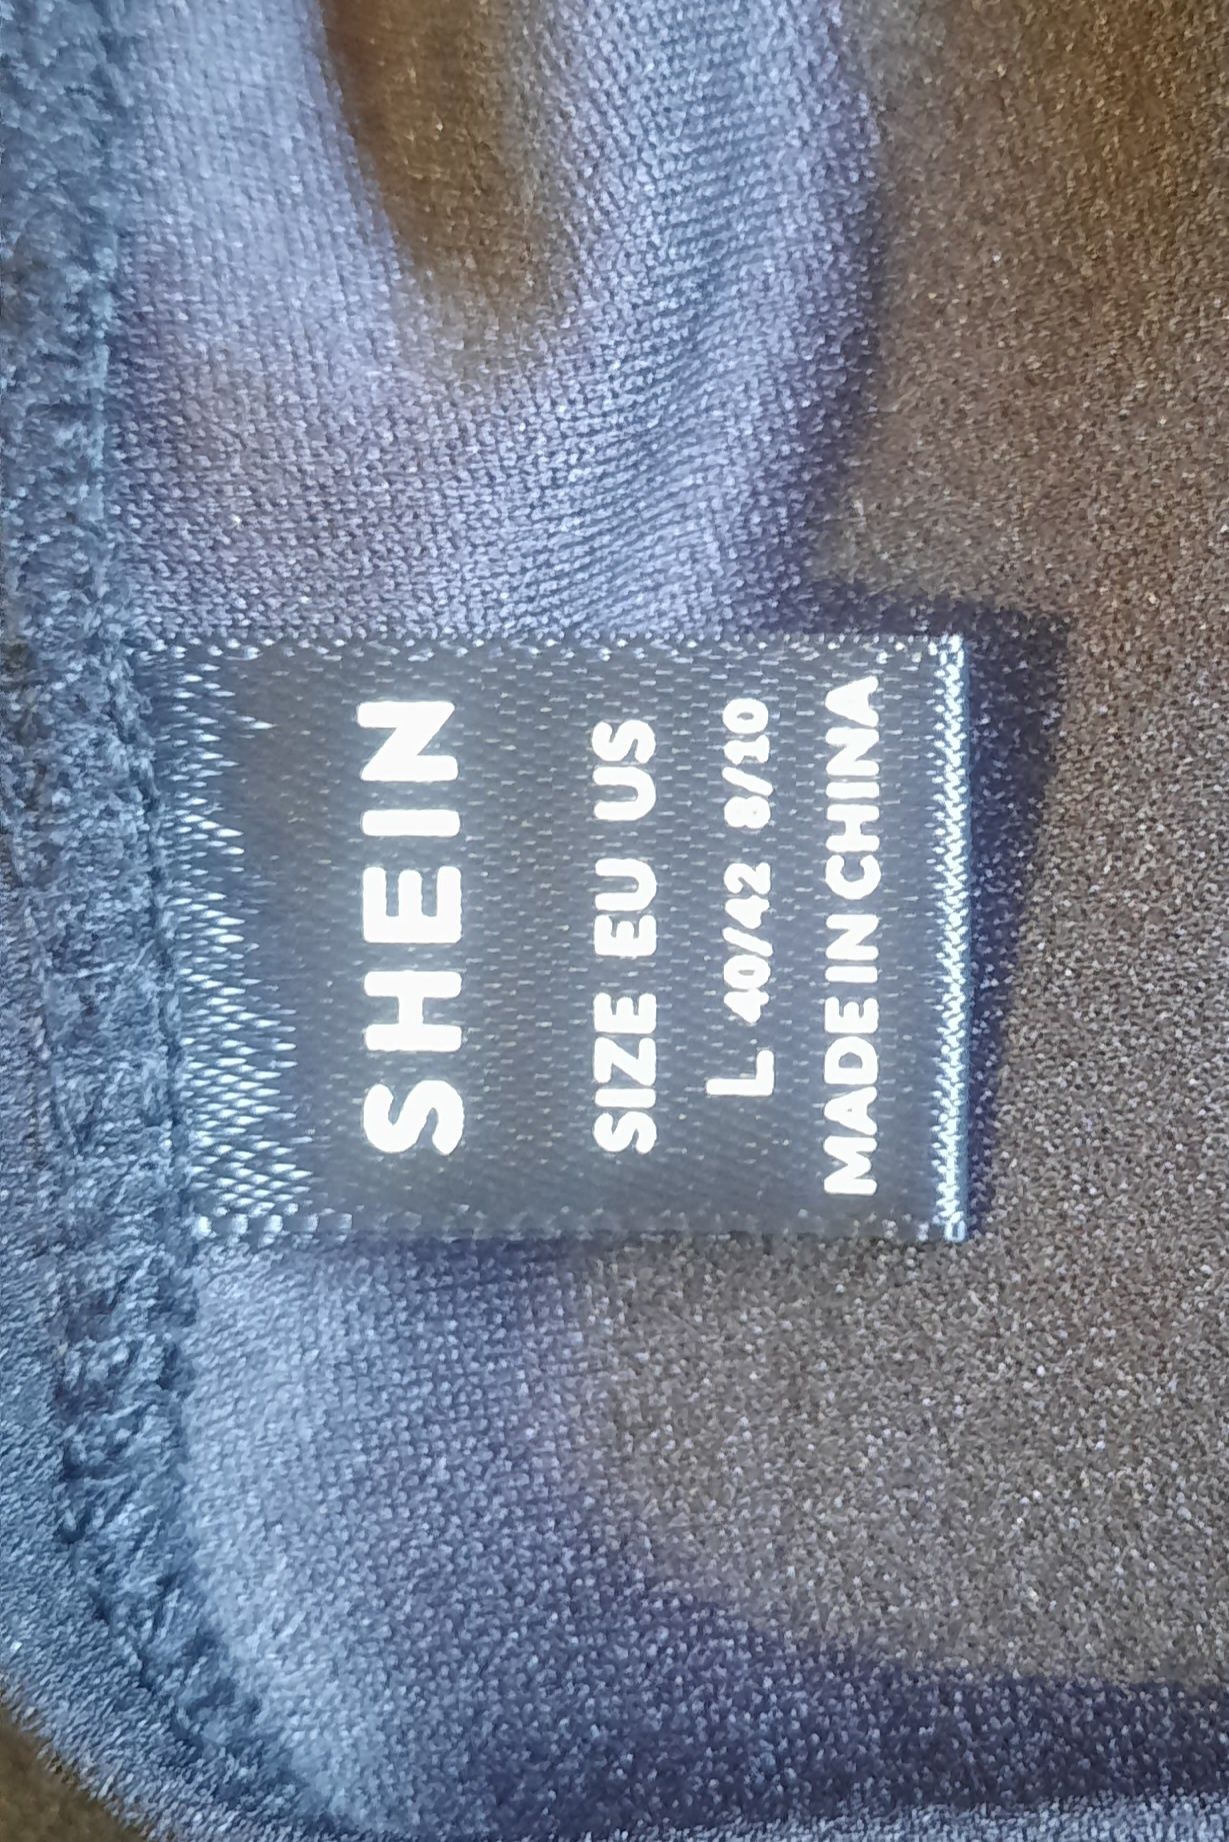 SHEIN
SIZE EU US
L 40/42 8/10
MADE IN CHINA